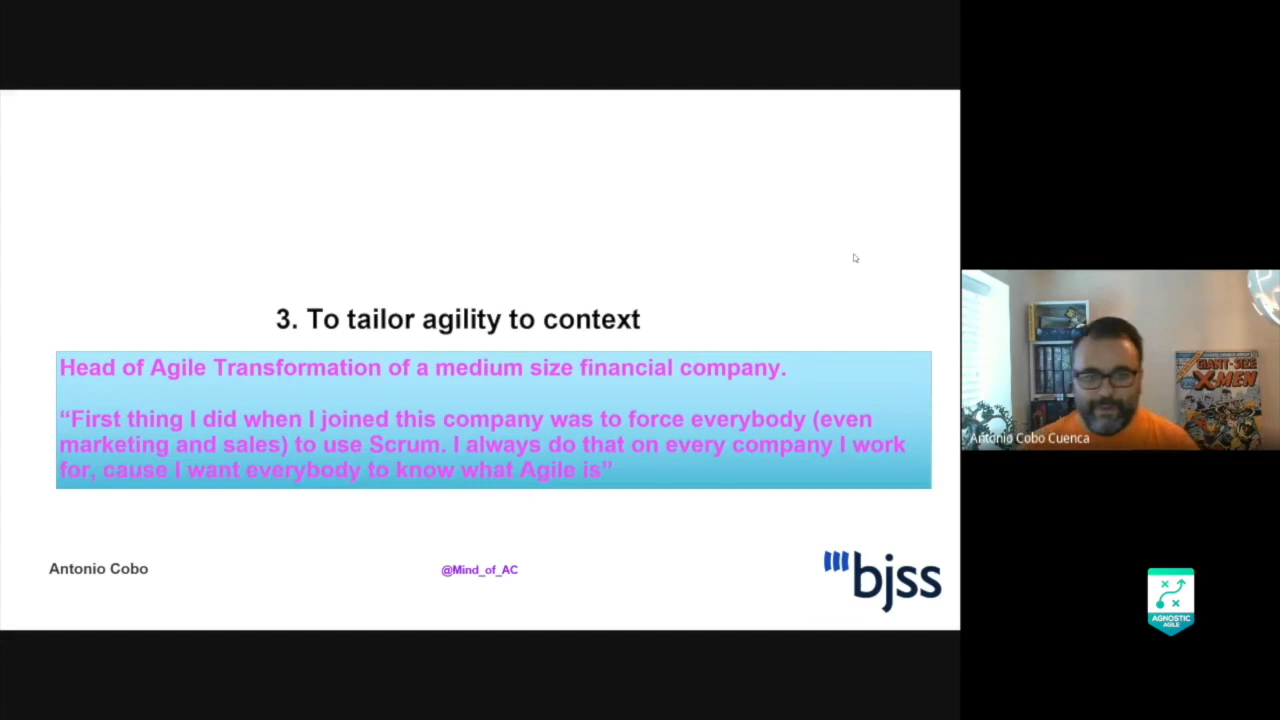 3. To tailor agility to context
Head of Agile Transformation of a medium size financial company.
“First thing I did when I joined this company was to force everybody (even
marketing and sales) to use Scrum. I always do that on every company I work
for, cause I want everybody to know what Agile is”
Antonio Cobo
@Mind_of_AC
bjss
GIANT-SIZE
X-MEN
Antonio Cobo Cuenca
AGNOSTIC
AGILE